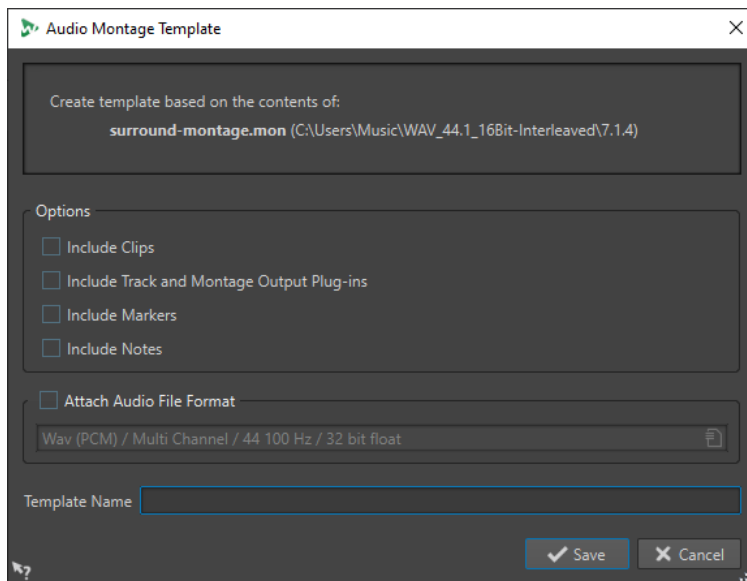 Audio Montage Template
Create template based on the contents of:
surround-montage.mon (C:\Users\Music\WAV_44.1_16Bit-Interleaved\7.1.4)
Options
Include Clips
Include Track and Montage Output Plug-ins
Include Markers
Include Notes
Attach Audio File Format
Wav (PCM) / Multi Channel / 44 100 Hz / 32 bit float
Template Name
Save Cancel
?